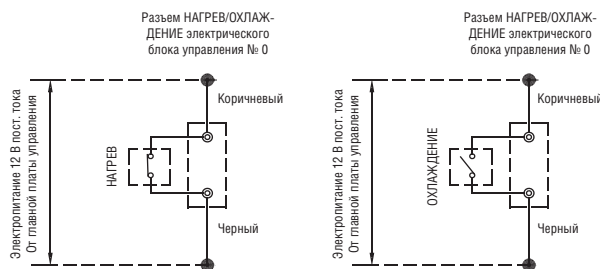 Разъем НАГРЕВ/ОХЛАЖ-
ДЕНИЕ электрического
блока управления № 0
Коричневый
Электропитание 12 В пост. тока
От главной платы управления
НАГРЕВ
Черный
Разъем НАГРЕВ/ОХЛАЖ-
ДЕНИЕ электрического
блока управления № 0
Коричневый
Электропитание 12 В пост. тока
От главной платы управления
ОХЛАЖДЕНИЕ
Черный